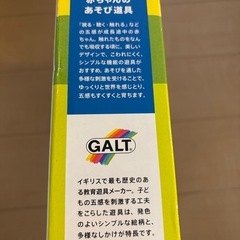 赤ちゃんの
あそび道具
「観る・聴く・触れる」など
の五感が成長途中の赤
ちゃん。触れたものをなん
でも吸収する頃に、美しい
デザインで、こわれにくく、
シンプルな機能の遊具が
おすすめ。あそびを通した
多様な刺激を受けることで、
ゆっくりと世界を感じとり、
五感もすくすくと育ちます。
GALT
イギリスで最も歴史のあ
る教育遊具メーカー。子ど
もの五感を刺激する工夫
をこらした遊具は、発色
のよいシンプルな絵柄と、
多様なしかけが特長です。